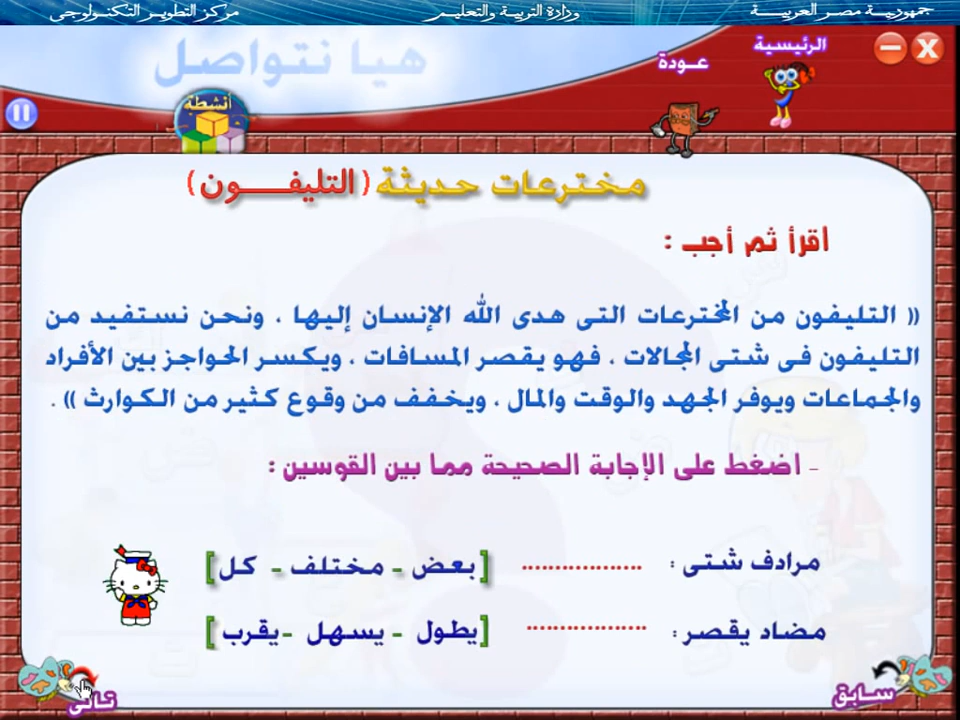 جمهورية مصر العربية
وزارة التربية والتعليم
مركز التطوير التكنولوجى
هيا نتواصل
الرئيسية
عودة
أنشطة
مخترعات حديثة (التليفـــون)
اقرأ ثم أجب :
(( التليفون من المخترعات التى هدى الله الإنسان إليها ، ونحن نستفيد من
التليفون فى شتى المجالات ، فهو يقصر المسافات ، ويكسر الحواجز بين الأفراد
والجماعات ويوفر الجهد والوقت والمال ، ويخفف من وقوع كثير من الكوارث )) .
- اضغط على الإجابة الصحيحة مما بين القوسين :
مرادف شتى : .................. [بعض - مختلف - كل]
مضاد يقصر : .................. [يطول - يسهل - يقرب]
سابق
تالى